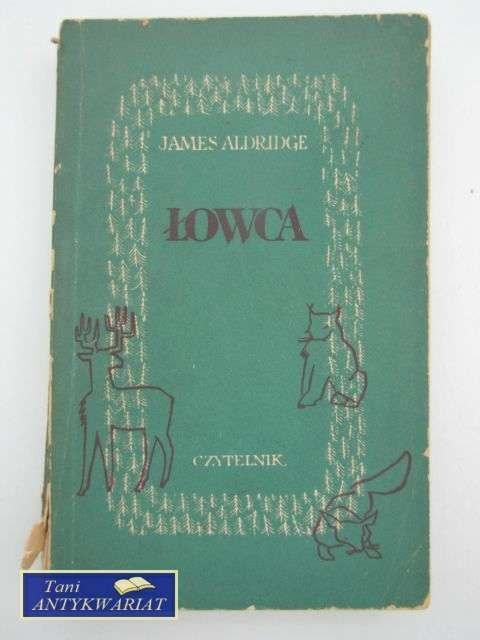 JAMES ALDRIDGE
ŁOWCA
CZYTELNIK
Tani
ANTYKWARIAT